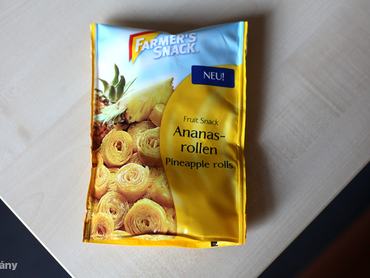 FARMER'S
SNACK
NEU!
Fruit Snack
Ananas-
rollen
Pineapple rolls